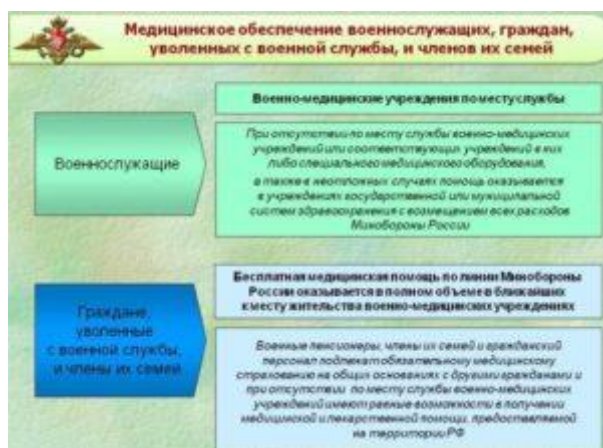 Медицинское обеспечение военнослужащих, граждан,
уволенных с военной службы, и членов их семей
Военно-медицинские учреждения по месту службы
Военнослужащие
При отсутствии по месту службы военно-медицинских
учреждений или соответствующих учреждений в них
либо специального медицинского оборудования,
а также в неотложных случаях помощь оказывается
в учреждениях государственной или муниципальной
систем здравоохранения с возмещением всех расходов
Минобороны России
Граждане,
уволенные
с военной службы,
и члены их семей
Бесплатная медицинская помощь по линии Минобороны
России оказывается в полном объеме в ближайших
к месту жительства военно-медицинских учреждениях
Военные пенсионеры, члены их семей и гражданский
персонал подлежат обязательному медицинскому
страхованию на общих основаниях с другими гражданами и
при отсутствии по месту службы военно-медицинских
учреждений имеют равные возможности в получении
медицинской и лекарственной помощи, предоставляемой
на территории РФ